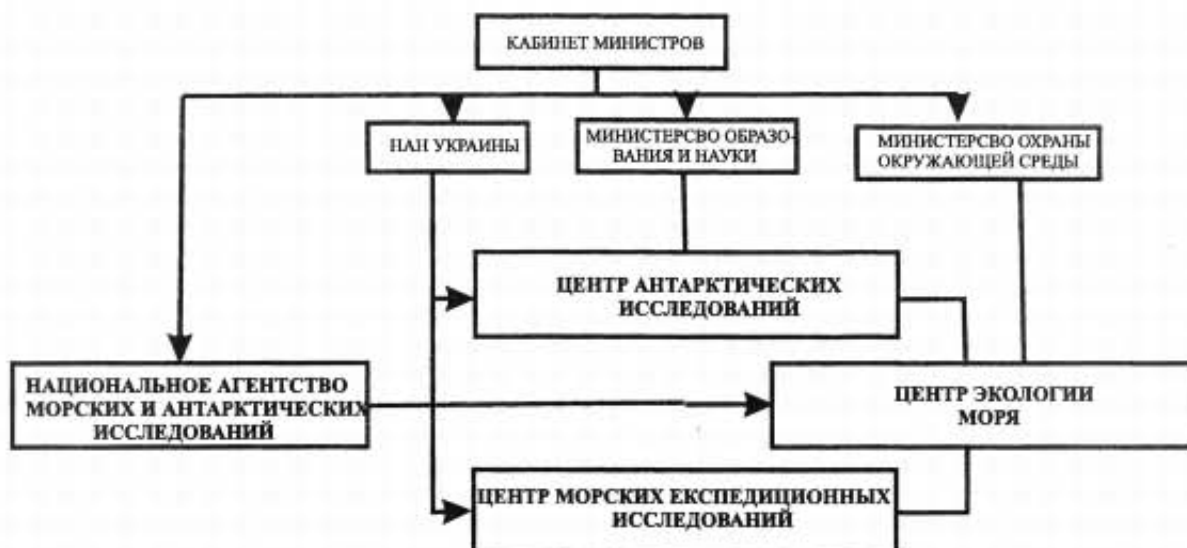 КАБИНЕТ МИНИСТРОВ
НАН УКРАИНЫ
МИНИСТЕРСВО ОБРАЗО-
ВАНИЯ И НАУКИ
МИНИСТЕРСВО ОХРАНЫ
ОКРУЖАЮЩЕЙ СРЕДЫ
ЦЕНТР АНТАРКТИЧЕСКИХ
ИССЛЕДОВАНИЙ
НАЦИОНАЛЬНОЕ АГЕНТСТВО
МОРСКИХ И АНТАРКТИЧЕСКИХ
ИССЛЕДОВАНИЙ
ЦЕНТР ЭКОЛОГИИ
МОРЯ
ЦЕНТР МОРСКИХ ЕКСПЕДИЦИОННЫХ
ИССЛЕДОВАНИЙ